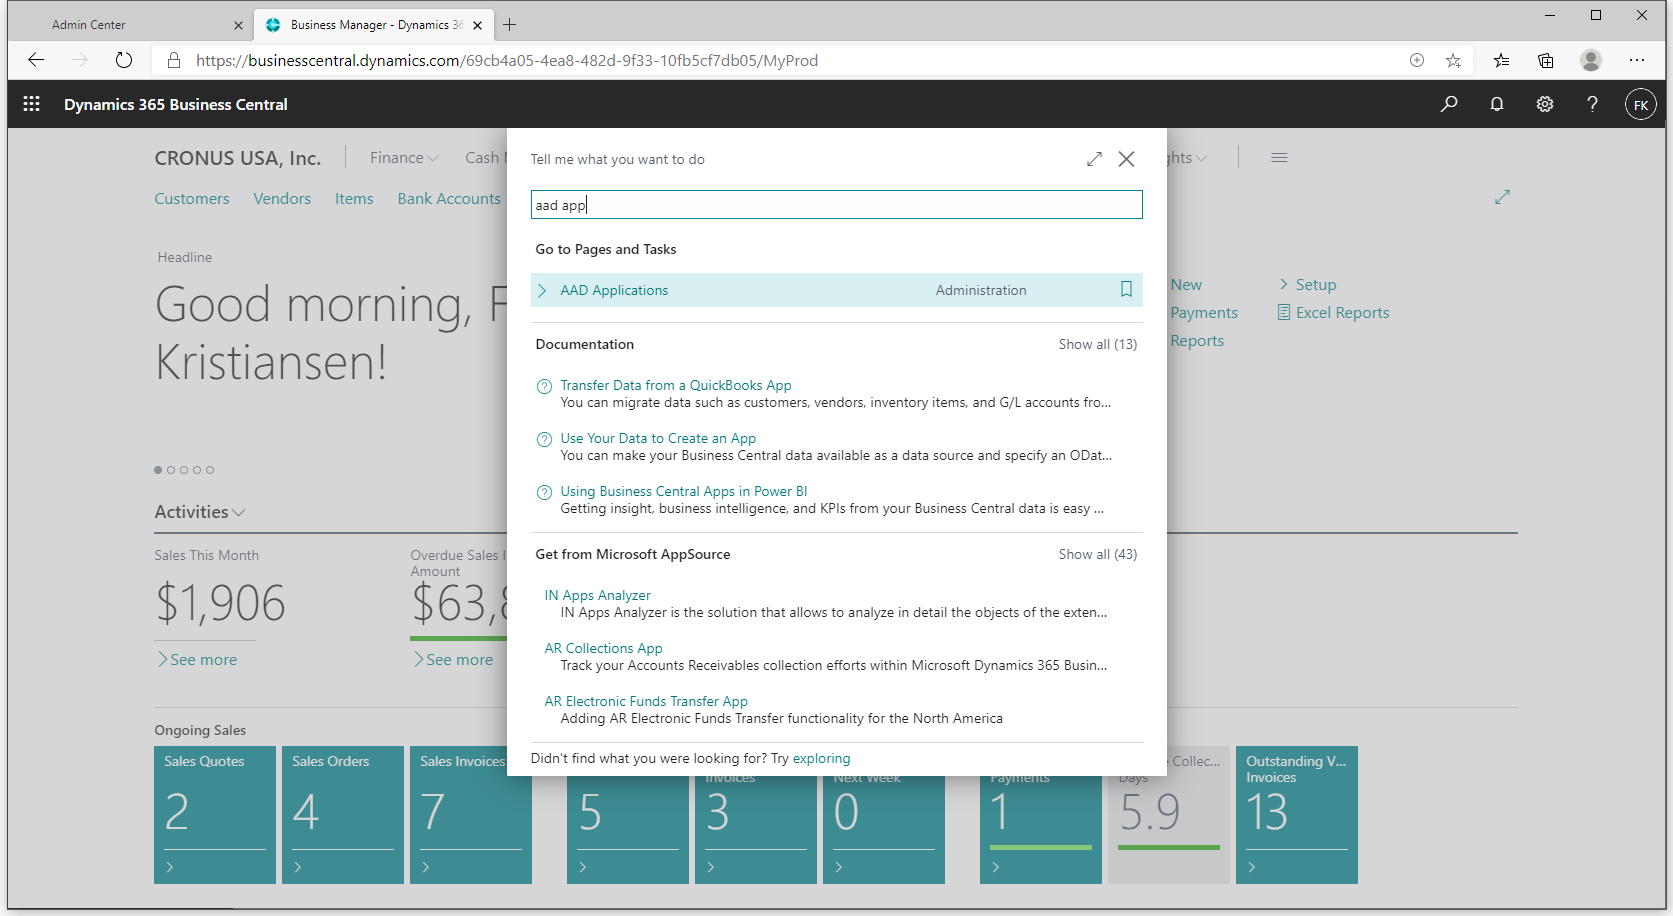 Admin Center
Business Manager - Dynamics 36
https://businesscentral.dynamics.com/69cb4a05-4ea8-482d-9f33-10fb5cf7db05/MyProd
Dynamics 365 Business Central
FK
CRONUS USA, Inc.
Finance
Cash
Customers
Vendors
Items
Bank Accounts
Headline
Good morning, F
Kristiansen!
Tell me what you want to do
aad app
Go to Pages and Tasks
AAD Applications
Administration
Documentation
Show all (13)
Transfer Data from a QuickBooks App
You can migrate data such as customers, vendors, inventory items, and G/L accounts fro...
Use Your Data to Create an App
You can make your Business Central data available as a data source and specify an ODat...
Using Business Central Apps in Power BI
Getting insight, business intelligence, and KPIs from your Business Central data is easy ...
Get from Microsoft AppSource
Show all (43)
IN Apps Analyzer
IN Apps Analyzer is the solution that allows to analyze in detail the objects of the exten...
AR Collections App
Track your Accounts Receivables collection efforts within Microsoft Dynamics 365 Busin...
AR Electronic Funds Transfer App
Adding AR Electronic Funds Transfer functionality for the North America
Didn't find what you were looking for? Try exploring
ghts
New
Payments
Reports
Setup
Excel Reports
Activities
Sales This Month
$1,906
See more
Overdue Sales I
Amount
$63,8
See more
Ongoing Sales
Sales Quotes
2
Sales Orders
4
Sales Invoices
7
5
Invoices
3
Next Week
0
Payments
1
Collec...
Days
5.9
Outstanding V...
Invoices
13